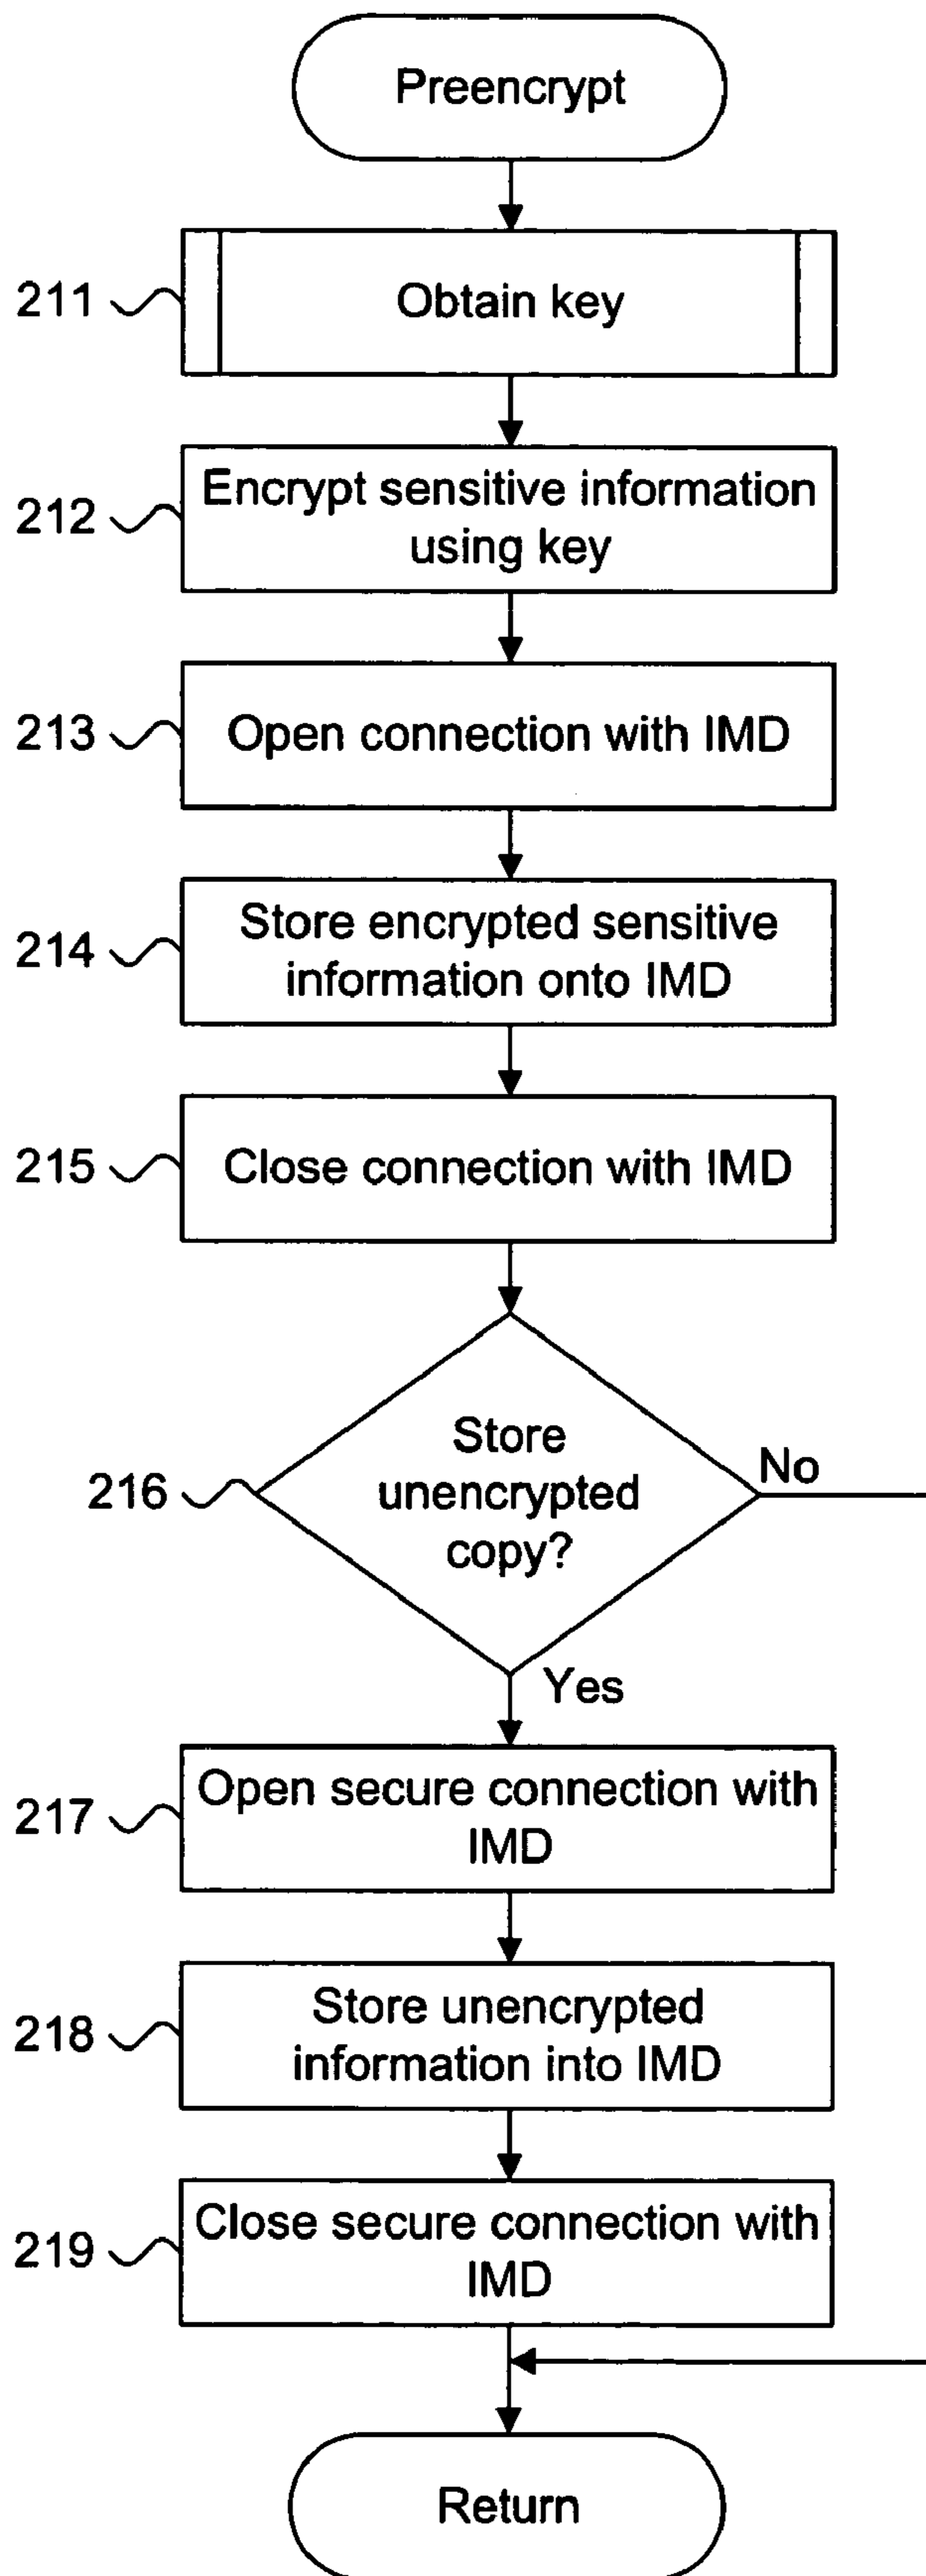 Preencrypt
211
Obtain key
212
Encrypt sensitive information
using key
213
Open connection with IMD
214
Store encrypted sensitive
information onto IMD
215
Close connection with IMD
216
Store
unencrypted
copy?
No
Yes
217
Open secure connection with
IMD
218
Store unencrypted
information into IMD
219
Close secure connection with
IMD
Return